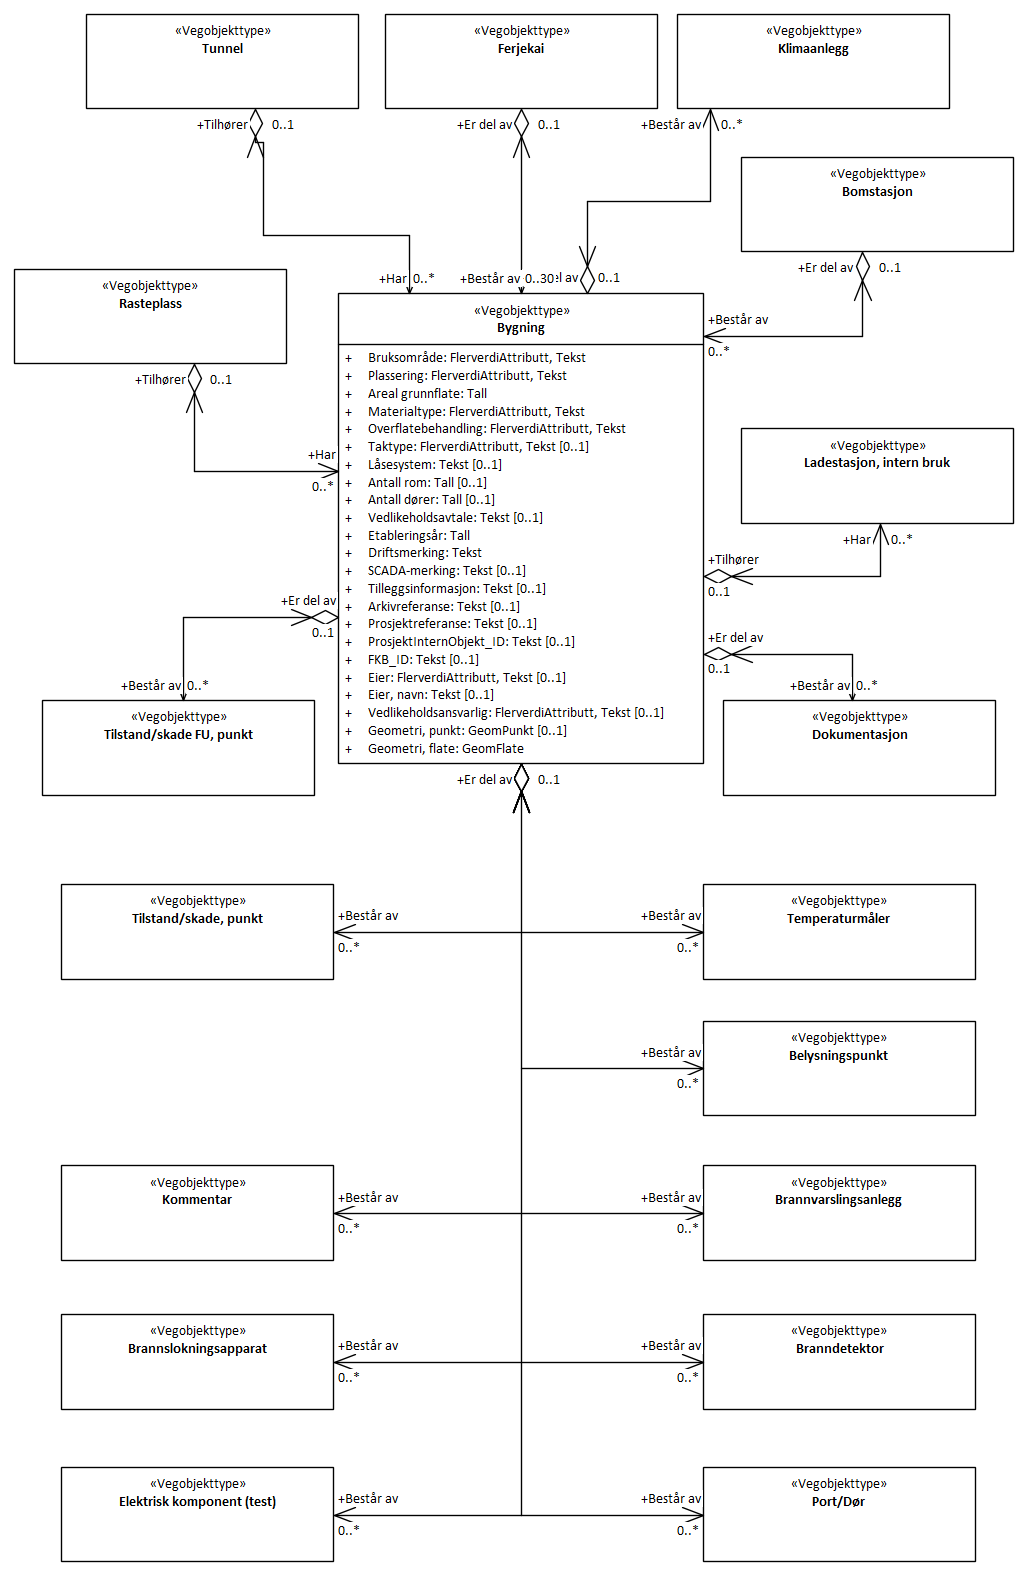 «Vegobjekttype»
Tunnel
«Vegobjekttype»
Ferjekai
«Vegobjekttype»
Klimaanlegg
+Tilhører 0..1
+Er del av 0..1
+Består av 0..*
«Vegobjekttype»
Bomstasjon
+Er del av 0..1
«Vegobjekttype»
Rasteplass
+Tilhører 0..1
+Har 0..*
+Består av 0..30
el av 0..1
+Består av
0..*
«Vegobjekttype»
Bygning
+ Bruksområde: FlerverdiAttributt, Tekst
+ Plassering: FlerverdiAttributt, Tekst
+ Areal grunnflate: Tall
+ Materialtype: FlerverdiAttributt, Tekst
+ Overflatebehandling: FlerverdiAttributt, Tekst
+ Taktype: FlerverdiAttributt, Tekst [0..1]
+ Låsesystem: Tekst [0..1]
+ Antall rom: Tall [0..1]
+ Antall dører: Tall [0..1]
+ Vedlikeholdsavtale: Tekst [0..1]
+ Etableringsår: Tall
+ Driftsmerking: Tekst
+ SCADA-merking: Tekst [0..1]
+ Tilleggsinformasjon: Tekst [0..1]
+ Arkivreferanse: Tekst [0..1]
+ Prosjektreferanse: Tekst [0..1]
+ ProsjektInternObjekt_ID: Tekst [0..1]
+ FKB_ID: Tekst [0..1]
+ Eier: FlerverdiAttributt, Tekst [0..1]
+ Eier, navn: Tekst [0..1]
+ Vedlikeholdsansvarlig: FlerverdiAttributt, Tekst [0..1]
+ Geometri, punkt: GeomPunkt [0..1]
+ Geometri, flate: GeomFlate
+Har
0..*
«Vegobjekttype»
Ladestasjon, intern bruk
+Har 0..*
+Tilhører
0..1
+Er del av
0..1
+Er del av
0..1
+Består av 0..*
+Består av 0..*
«Vegobjekttype»
Tilstand/skade FU, punkt
«Vegobjekttype»
Dokumentasjon
+Er del av 0..1
«Vegobjekttype»
Tilstand/skade, punkt
+Består av
0..*
+Består av
0..*
«Vegobjekttype»
Temperaturmåler
+Består av
0..*
«Vegobjekttype»
Belysningspunkt
«Vegobjekttype»
Kommentar
+Består av
0..*
+Består av
0..*
«Vegobjekttype»
Brannvarslingsanlegg
«Vegobjekttype»
Brannslokningsapparat
+Består av
0..*
+Består av
0..*
«Vegobjekttype»
Branndetektor
«Vegobjekttype»
Elektrisk komponent (test)
+Består av
0..*
+Består av
0..*
«Vegobjekttype»
Port/Dør